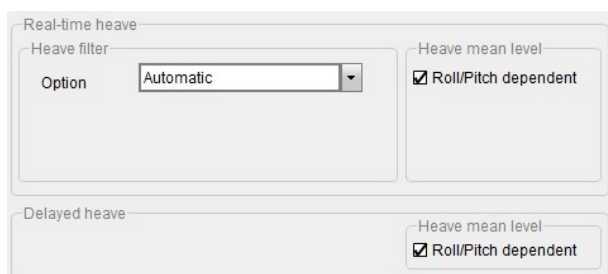 Real-time heave
Heave filter
Option
Automatic
Heave mean level
Roll/Pitch dependent
Delayed heave
Heave mean level
Roll/Pitch dependent